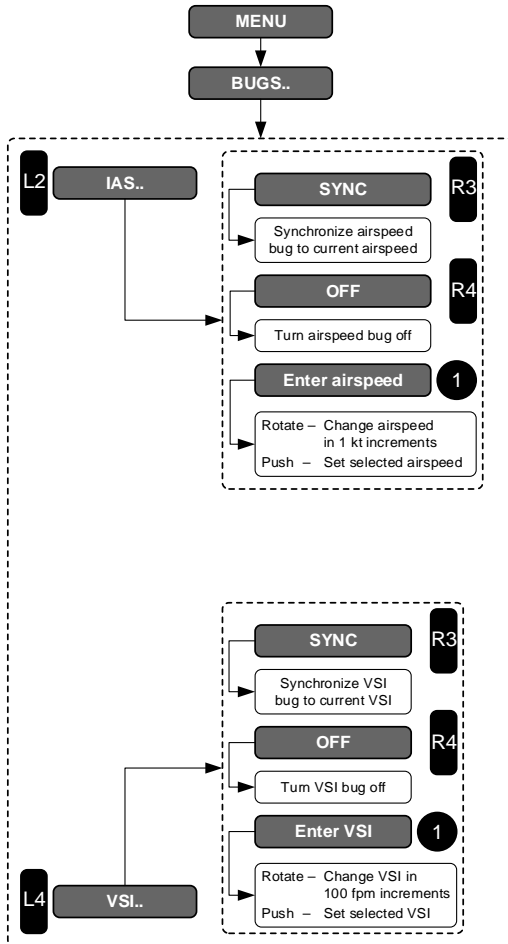 MENU
BUGS..
L2
IAS..
SYNC
R3
Synchronize airspeed
bug to current airspeed
OFF
R4
Turn airspeed bug off
Enter airspeed
1
Rotate – Change airspeed
in 1 kt increments
Push – Set selected airspeed
SYNC
R3
Synchronize VSI
bug to current VSI
OFF
R4
Turn VSI bug off
Enter VSI
1
Rotate – Change VSI in
100 fpm increments
Push – Set selected VSI
L4
VSI..